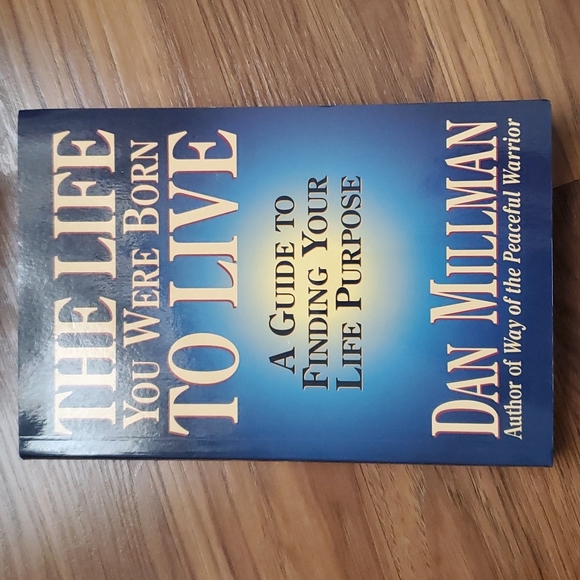 THE LIFE
YOU WERE BORN
TO LIVE
A GUIDE TO
FINDING YOUR
LIFE PURPOSE
DAN MILLMAN
Author of Way of the Peaceful Warrior